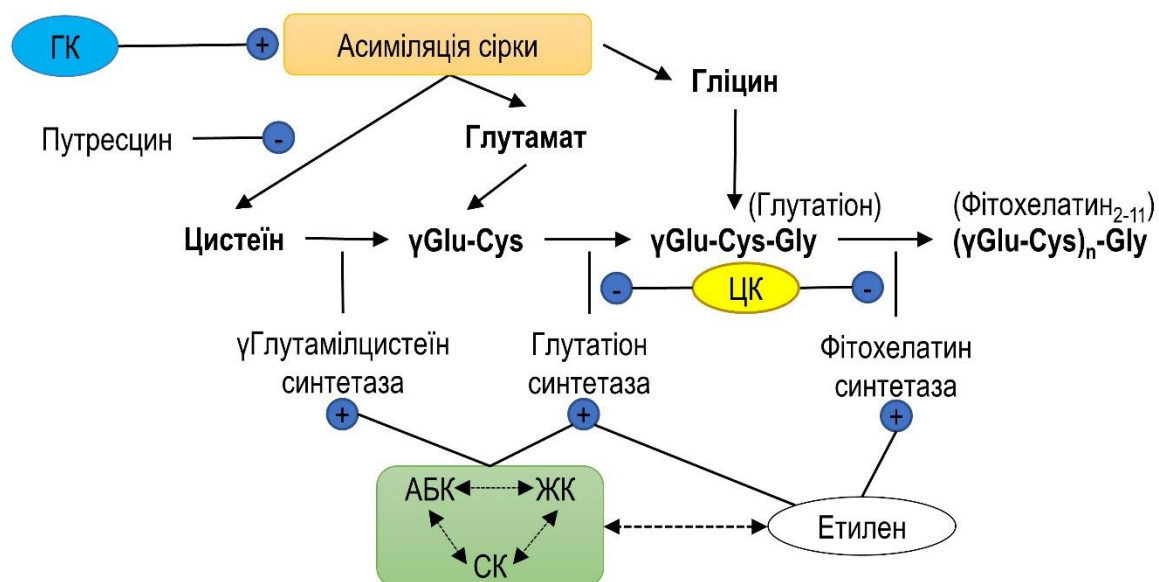 ГК
+
Асиміляція сірки
Гліцин
Путресцин
-
Глутамат
(Глутатіон)
(Фітохелатин2-11)
Цистеїн
γGlu-Cys
γGlu-Cys-Gly
(γGlu-Cys)n-Gly
-
ЦК
-
γГлутамілцистеїн
синтетаза
Глутатіон
синтетаза
Фітохелатин
синтетаза
+
+
+
АБК
ЖК
СК
Етилен